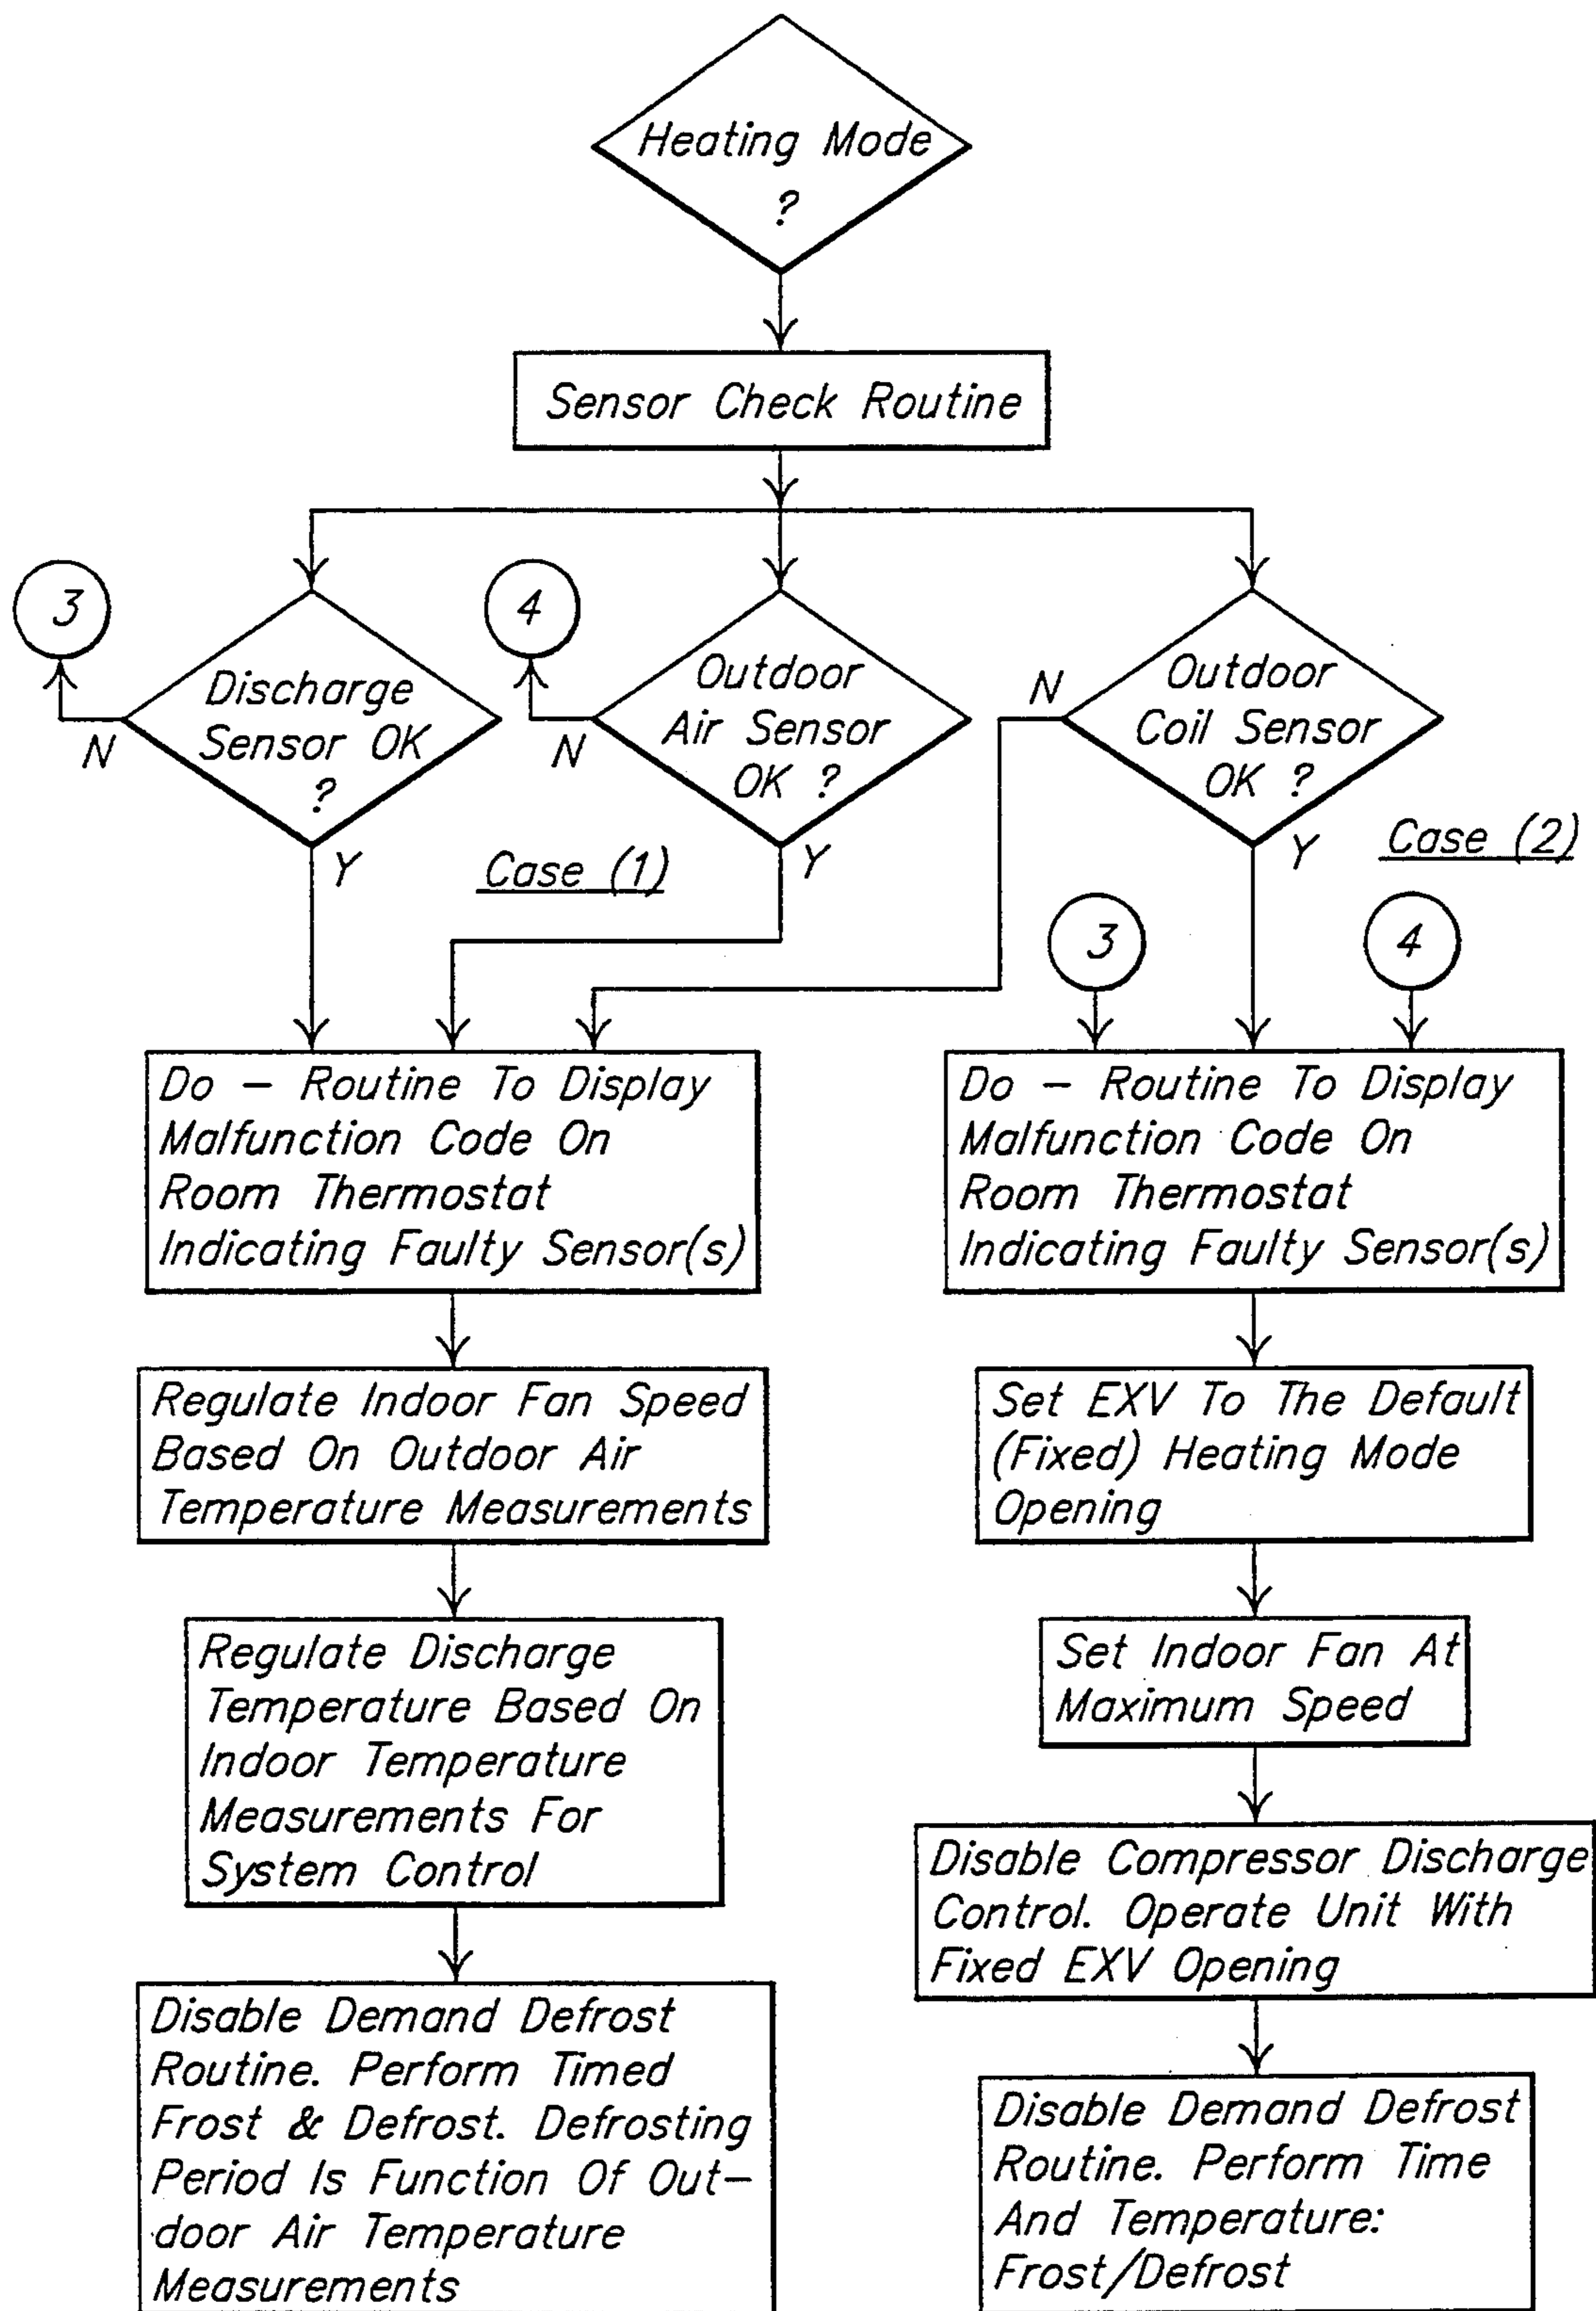 Heating Mode
?
Sensor Check Routine
3
4
Discharge
Sensor OK
?
N
Y
Outdoor
Air Sensor
OK ?
N
Y
Outdoor
Coil Sensor
OK ?
N
Y
Case (1)
Case (2)
3
4
Do – Routine To Display
Malfunction Code On
Room Thermostat
Indicating Faulty Sensor(s)
Regulate Indoor Fan Speed
Based On Outdoor Air
Temperature Measurements
Regulate Discharge
Temperature Based On
Indoor Temperature
Measurements For
System Control
Disable Demand Defrost
Routine. Perform Timed
Frost & Defrost. Defrosting
Period Is Function Of Out–
door Air Temperature
Measurements
Do – Routine To Display
Malfunction Code On
Room Thermostat
Indicating Faulty Sensor(s)
Set EXV To The Default
(Fixed) Heating Mode
Opening
Set Indoor Fan At
Maximum Speed
Disable Compressor Discharge
Control. Operate Unit With
Fixed EXV Opening
Disable Demand Defrost
Routine. Perform Time
And Temperature:
Frost/Defrost